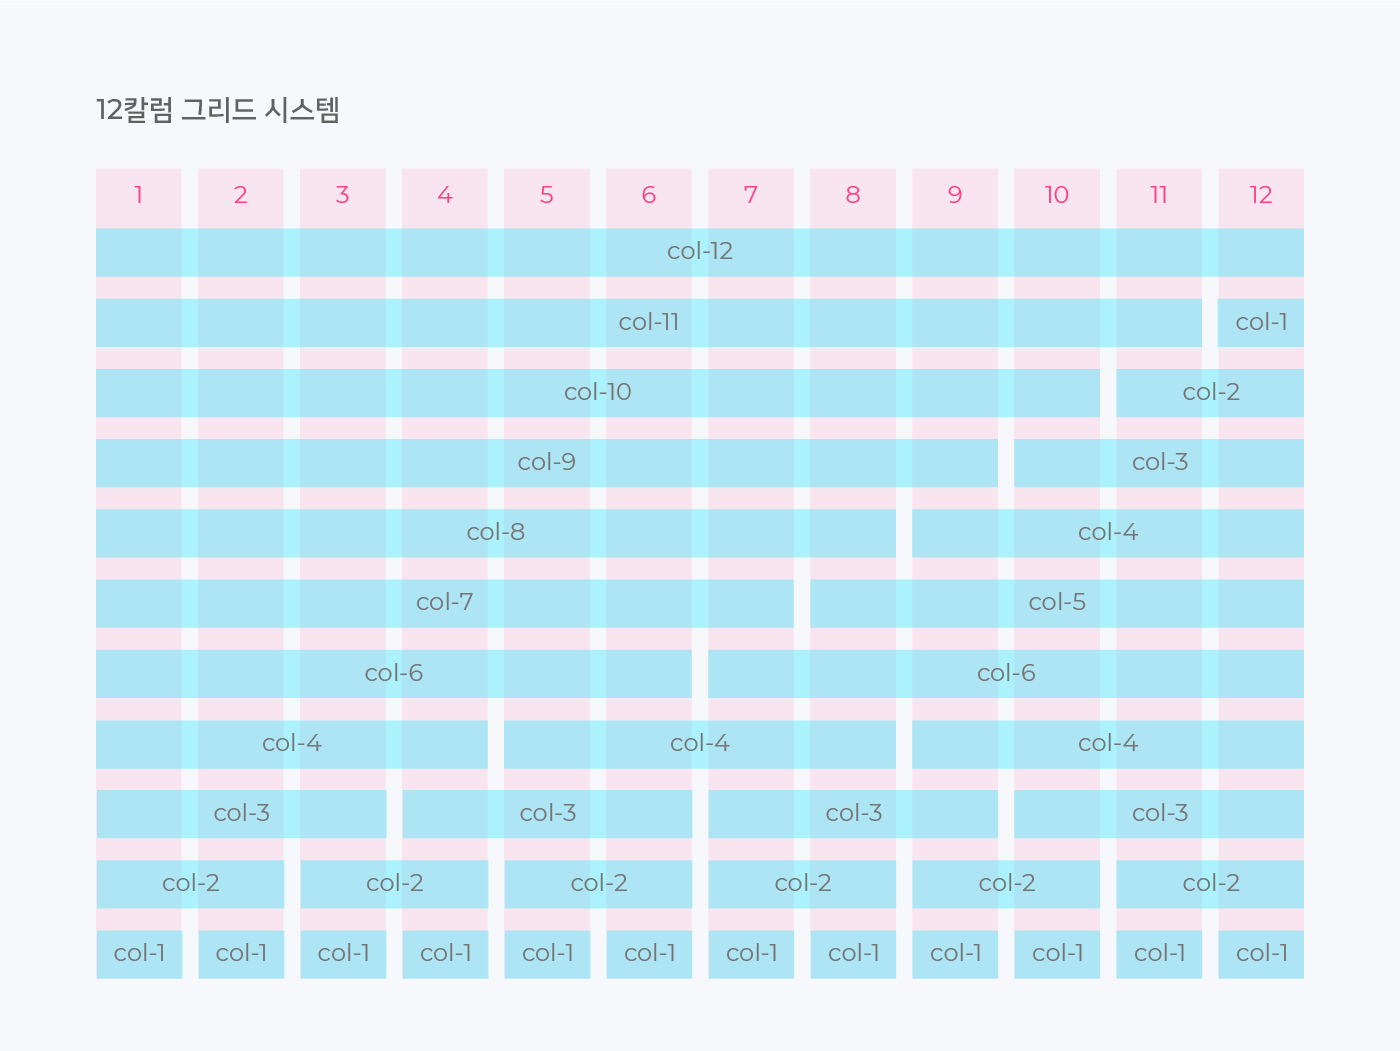 12칼럼 그리드 시스템
1 2 3 4 5 6 7 8 9 10 11 12
col-12
col-11 col-1
col-10 col-2
col-9 col-3
col-8 col-4
col-7 col-5
col-6 col-6
col-4 col-4 col-4
col-3 col-3 col-3 col-3
col-2 col-2 col-2 col-2 col-2 col-2
col-1 col-1 col-1 col-1 col-1 col-1 col-1 col-1 col-1 col-1 col-1 col-1